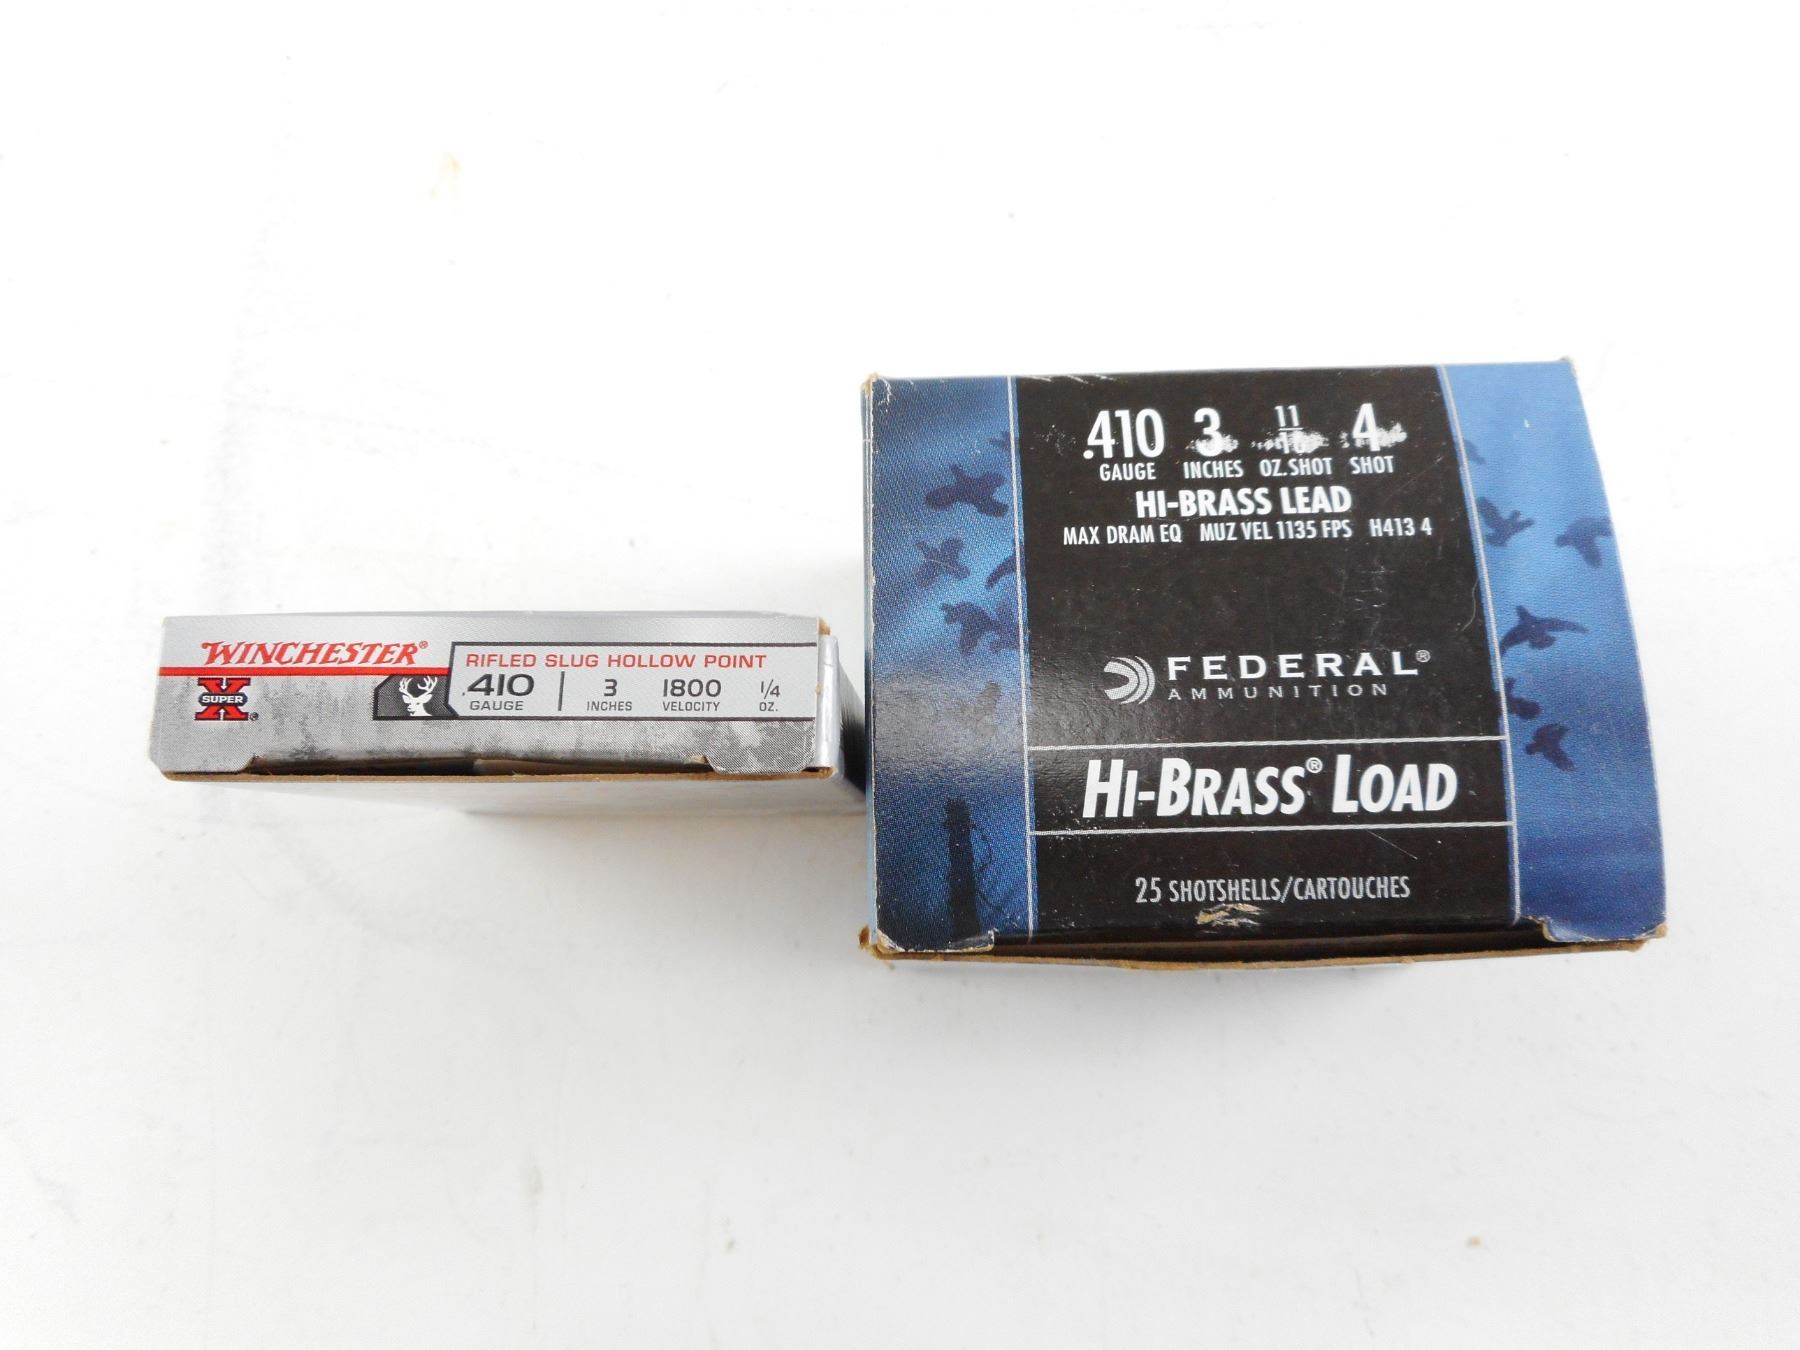 WINCHESTER®
SUPER X®
RIFLED SLUG HOLLOW POINT
.410 3 1800 1/4
GAUGE INCHES VELOCITY OZ.
.410 3 11/16 4
GAUGE INCHES OZ. SHOT SHOT
HI-BRASS LEAD
MAX DRAM EQ MUZ VEL 1135 FPS H413 4
FEDERAL®
AMMUNITION
HI-BRASS® LOAD
25 SHOTSHELLS/CARTOUCHES